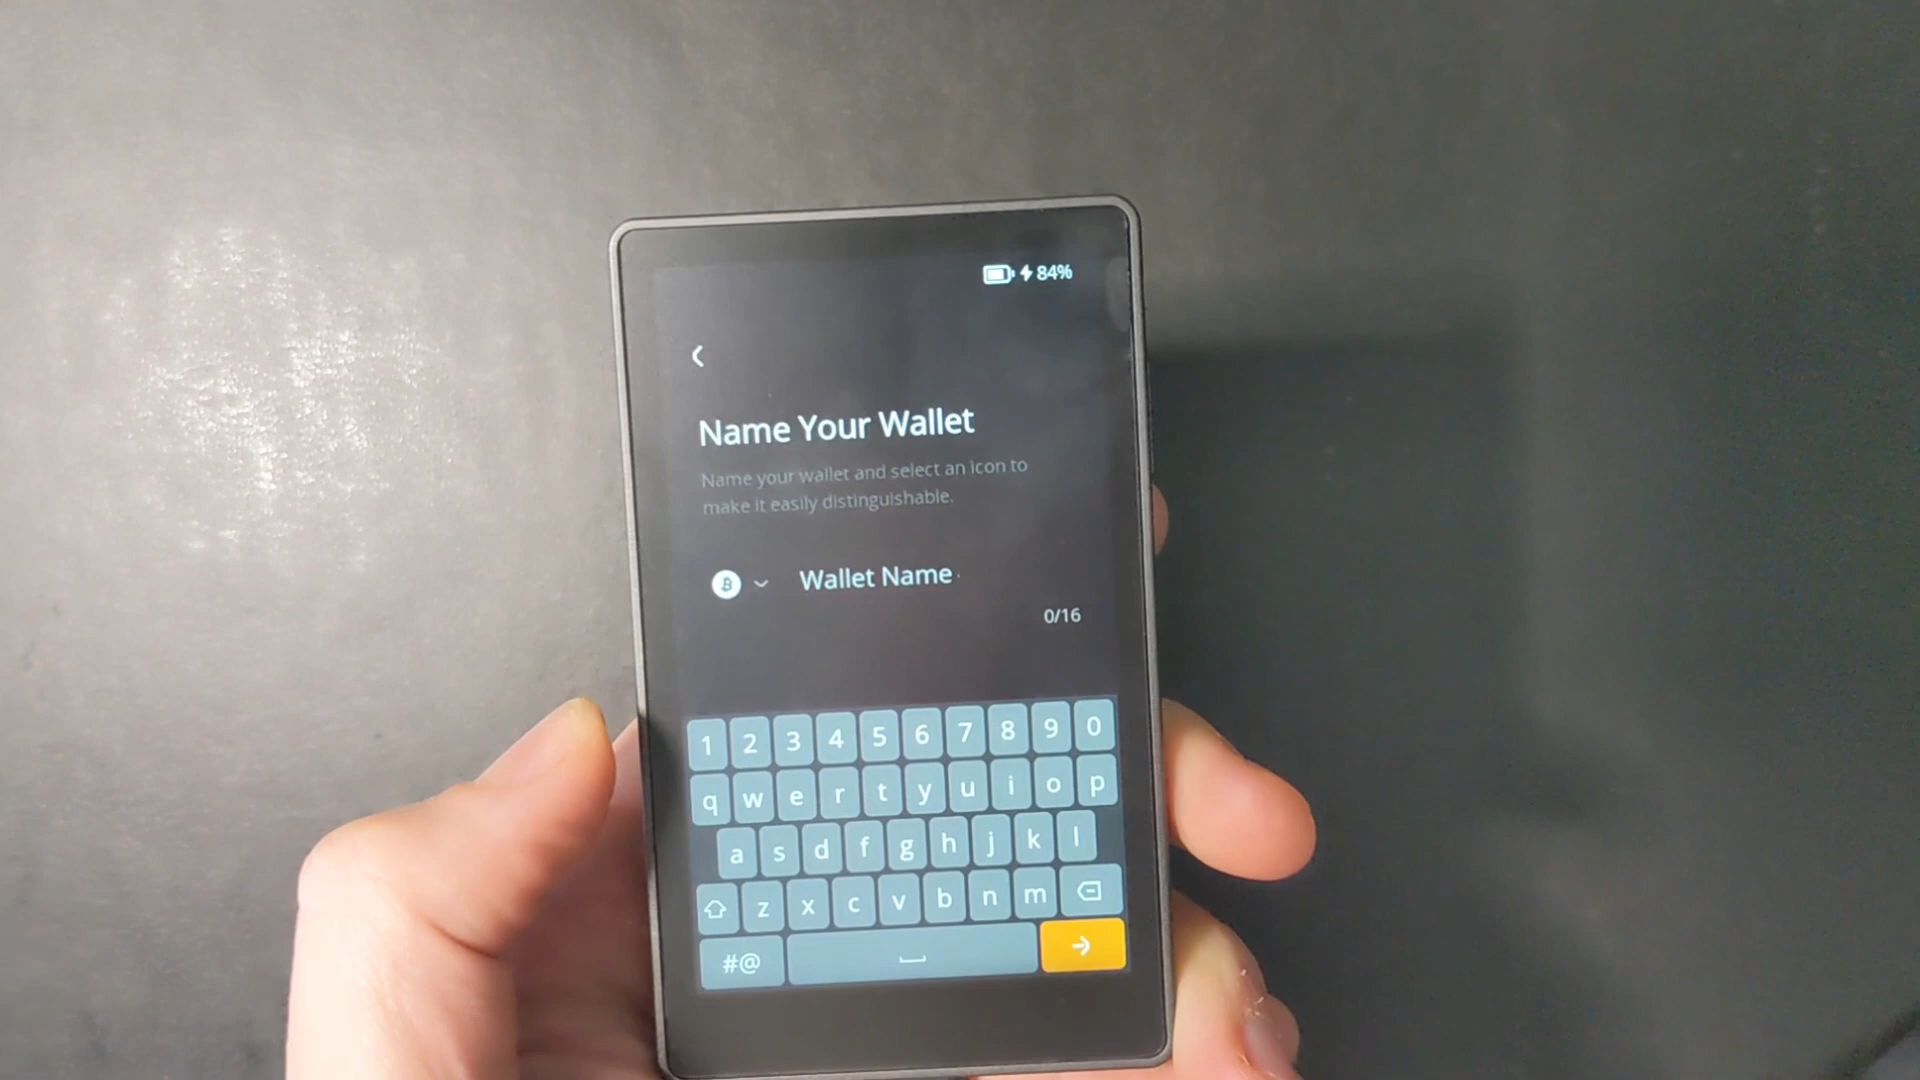 84%
Name Your Wallet
Name your wallet and select an icon to
make it easily distinguishable.
Wallet Name
0/16
1 2 3 4 5 6 7 8 9 0
q w e r t y u i o p
a s d f g h j k l
z x c v b n m
#@